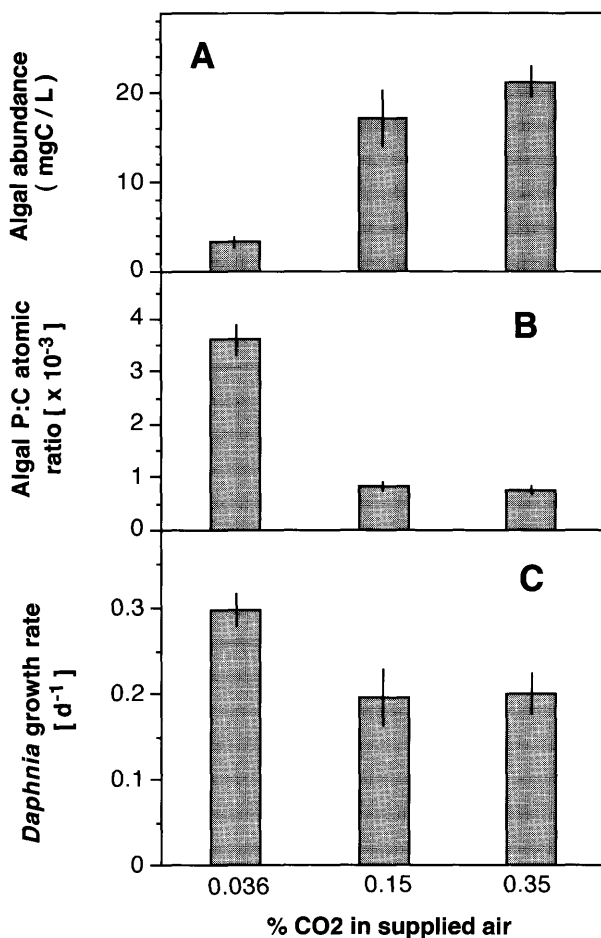 A
Algal abundance
( mgC / L)
20
10
0
B
Algal P:C atomic
ratio [ x 10-3 ]
4
3
2
1
0
C
Daphnia growth rate
[ d-1 ]
0.3
0.2
0.1
0
0.036 0.15 0.35
% CO2 in supplied air